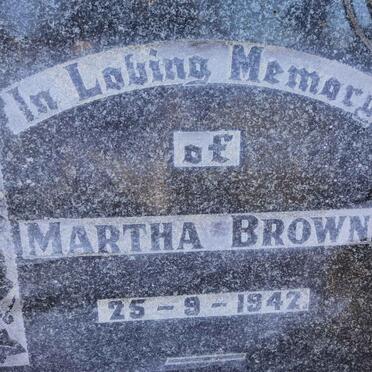 In Loving Memory
of
MARTHA BROWN
25-9-1942